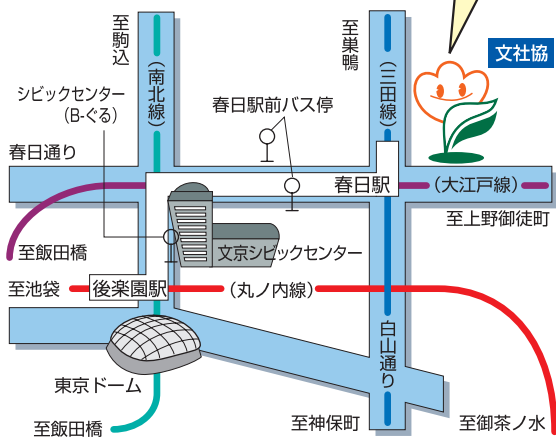 至駒込
(南北線)
至巣鴨
(三田線)
文社協
シビックセンター
(B-ぐる)
春日駅前バス停
春日通り
春日駅
(大江戸線)
至上野御徒町
至飯田橋
文京シビックセンター
至池袋
後楽園駅
(丸ノ内線)
白山通り
東京ドーム
至飯田橋
至神保町
至御茶ノ水